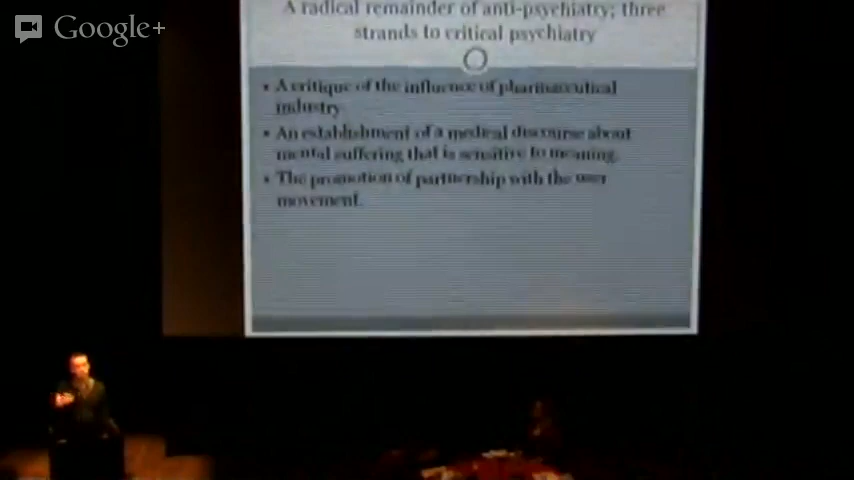 Google+
A radical remainder of anti-psychiatry; three
strands to critical psychiatry
• A critique of the influence of pharmaceutical
industry.
• An establishment of a medical discourse about
mental suffering that is sensitive to meaning.
• The promotion of partnership with the user
movement.